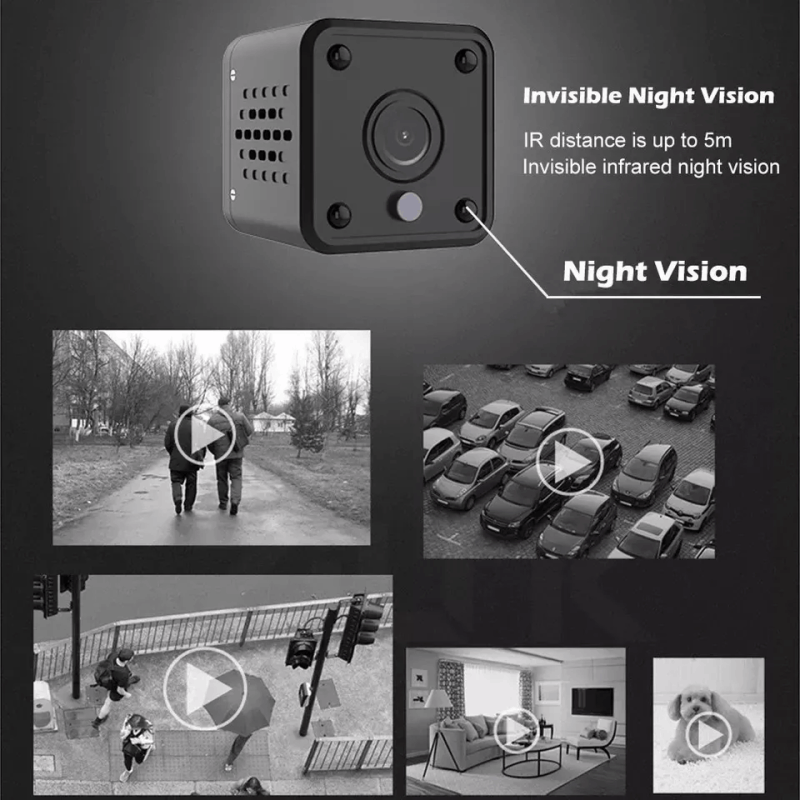 Invisible Night Vision
IR distance is up to 5m
Invisible infrared night vision
Night Vision